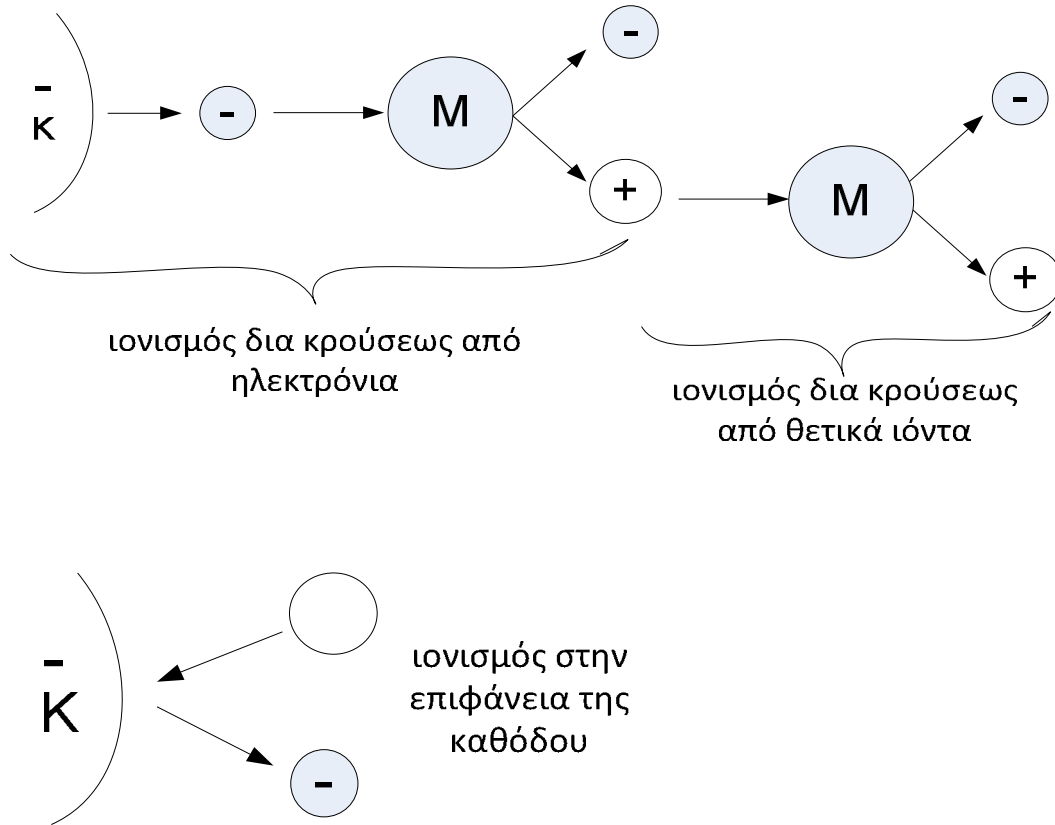 -
κ
-
M
-
+
M
-
+
ιονισμός δια κρούσεως από
ηλεκτρόνια
ιονισμός δια κρούσεως
από θετικά ιόντα
-
K
ιονισμός στην
επιφάνεια της
καθόδου
-